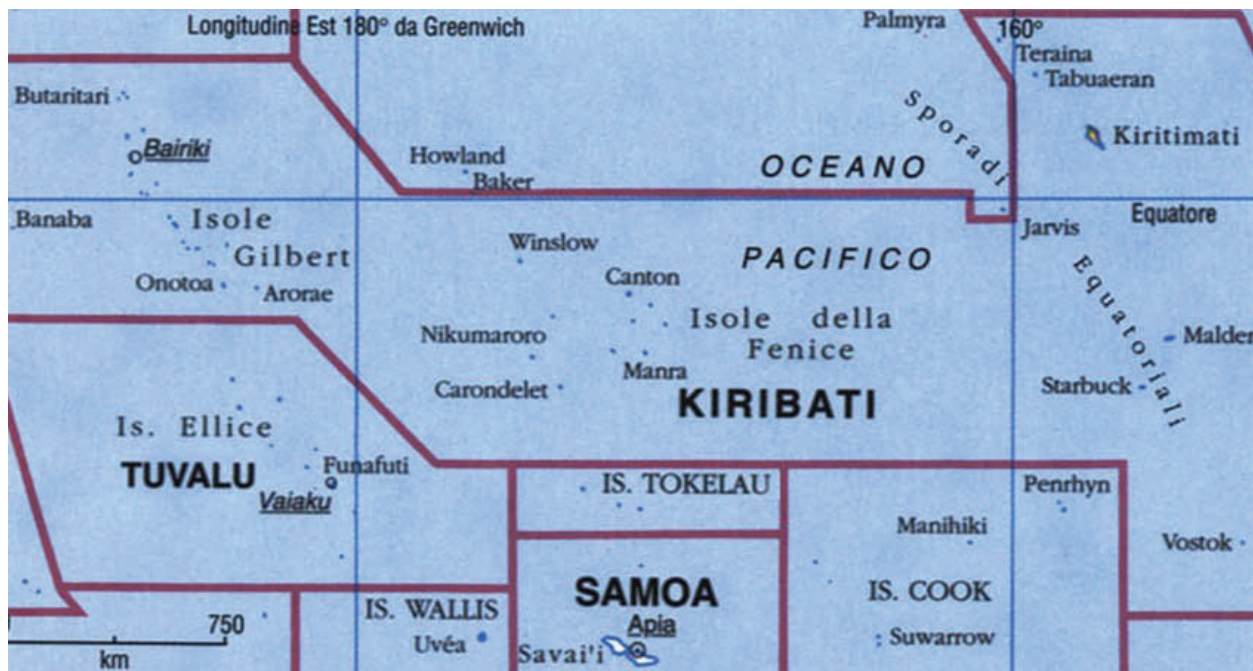 Longitudine Est 180° da Greenwich
Palmyra
160°
Teraina
Tabuaeran
Butaritari
Sporadi
Kiritimati
Bairiki
Howland
OCEANO
Baker
Banaba
Isole
Jarvis
Equatore
Gilbert
Winslow
PACIFICO
Onotoa
Arorae
Canton
Equatoriali
Isole della
Nikumaroro
Fenice
Malden
Manra
Carondelet
KIRIBATI
Starbuck
Is. Ellice
TUVALU
Funafuti
Vaiaku
IS. TOKELAU
Penrhyn
Manihiki
Vostok
SAMOA
IS. COOK
IS. WALLIS
Apia
750
Uvéa
Savai'i
Suwarrow
km